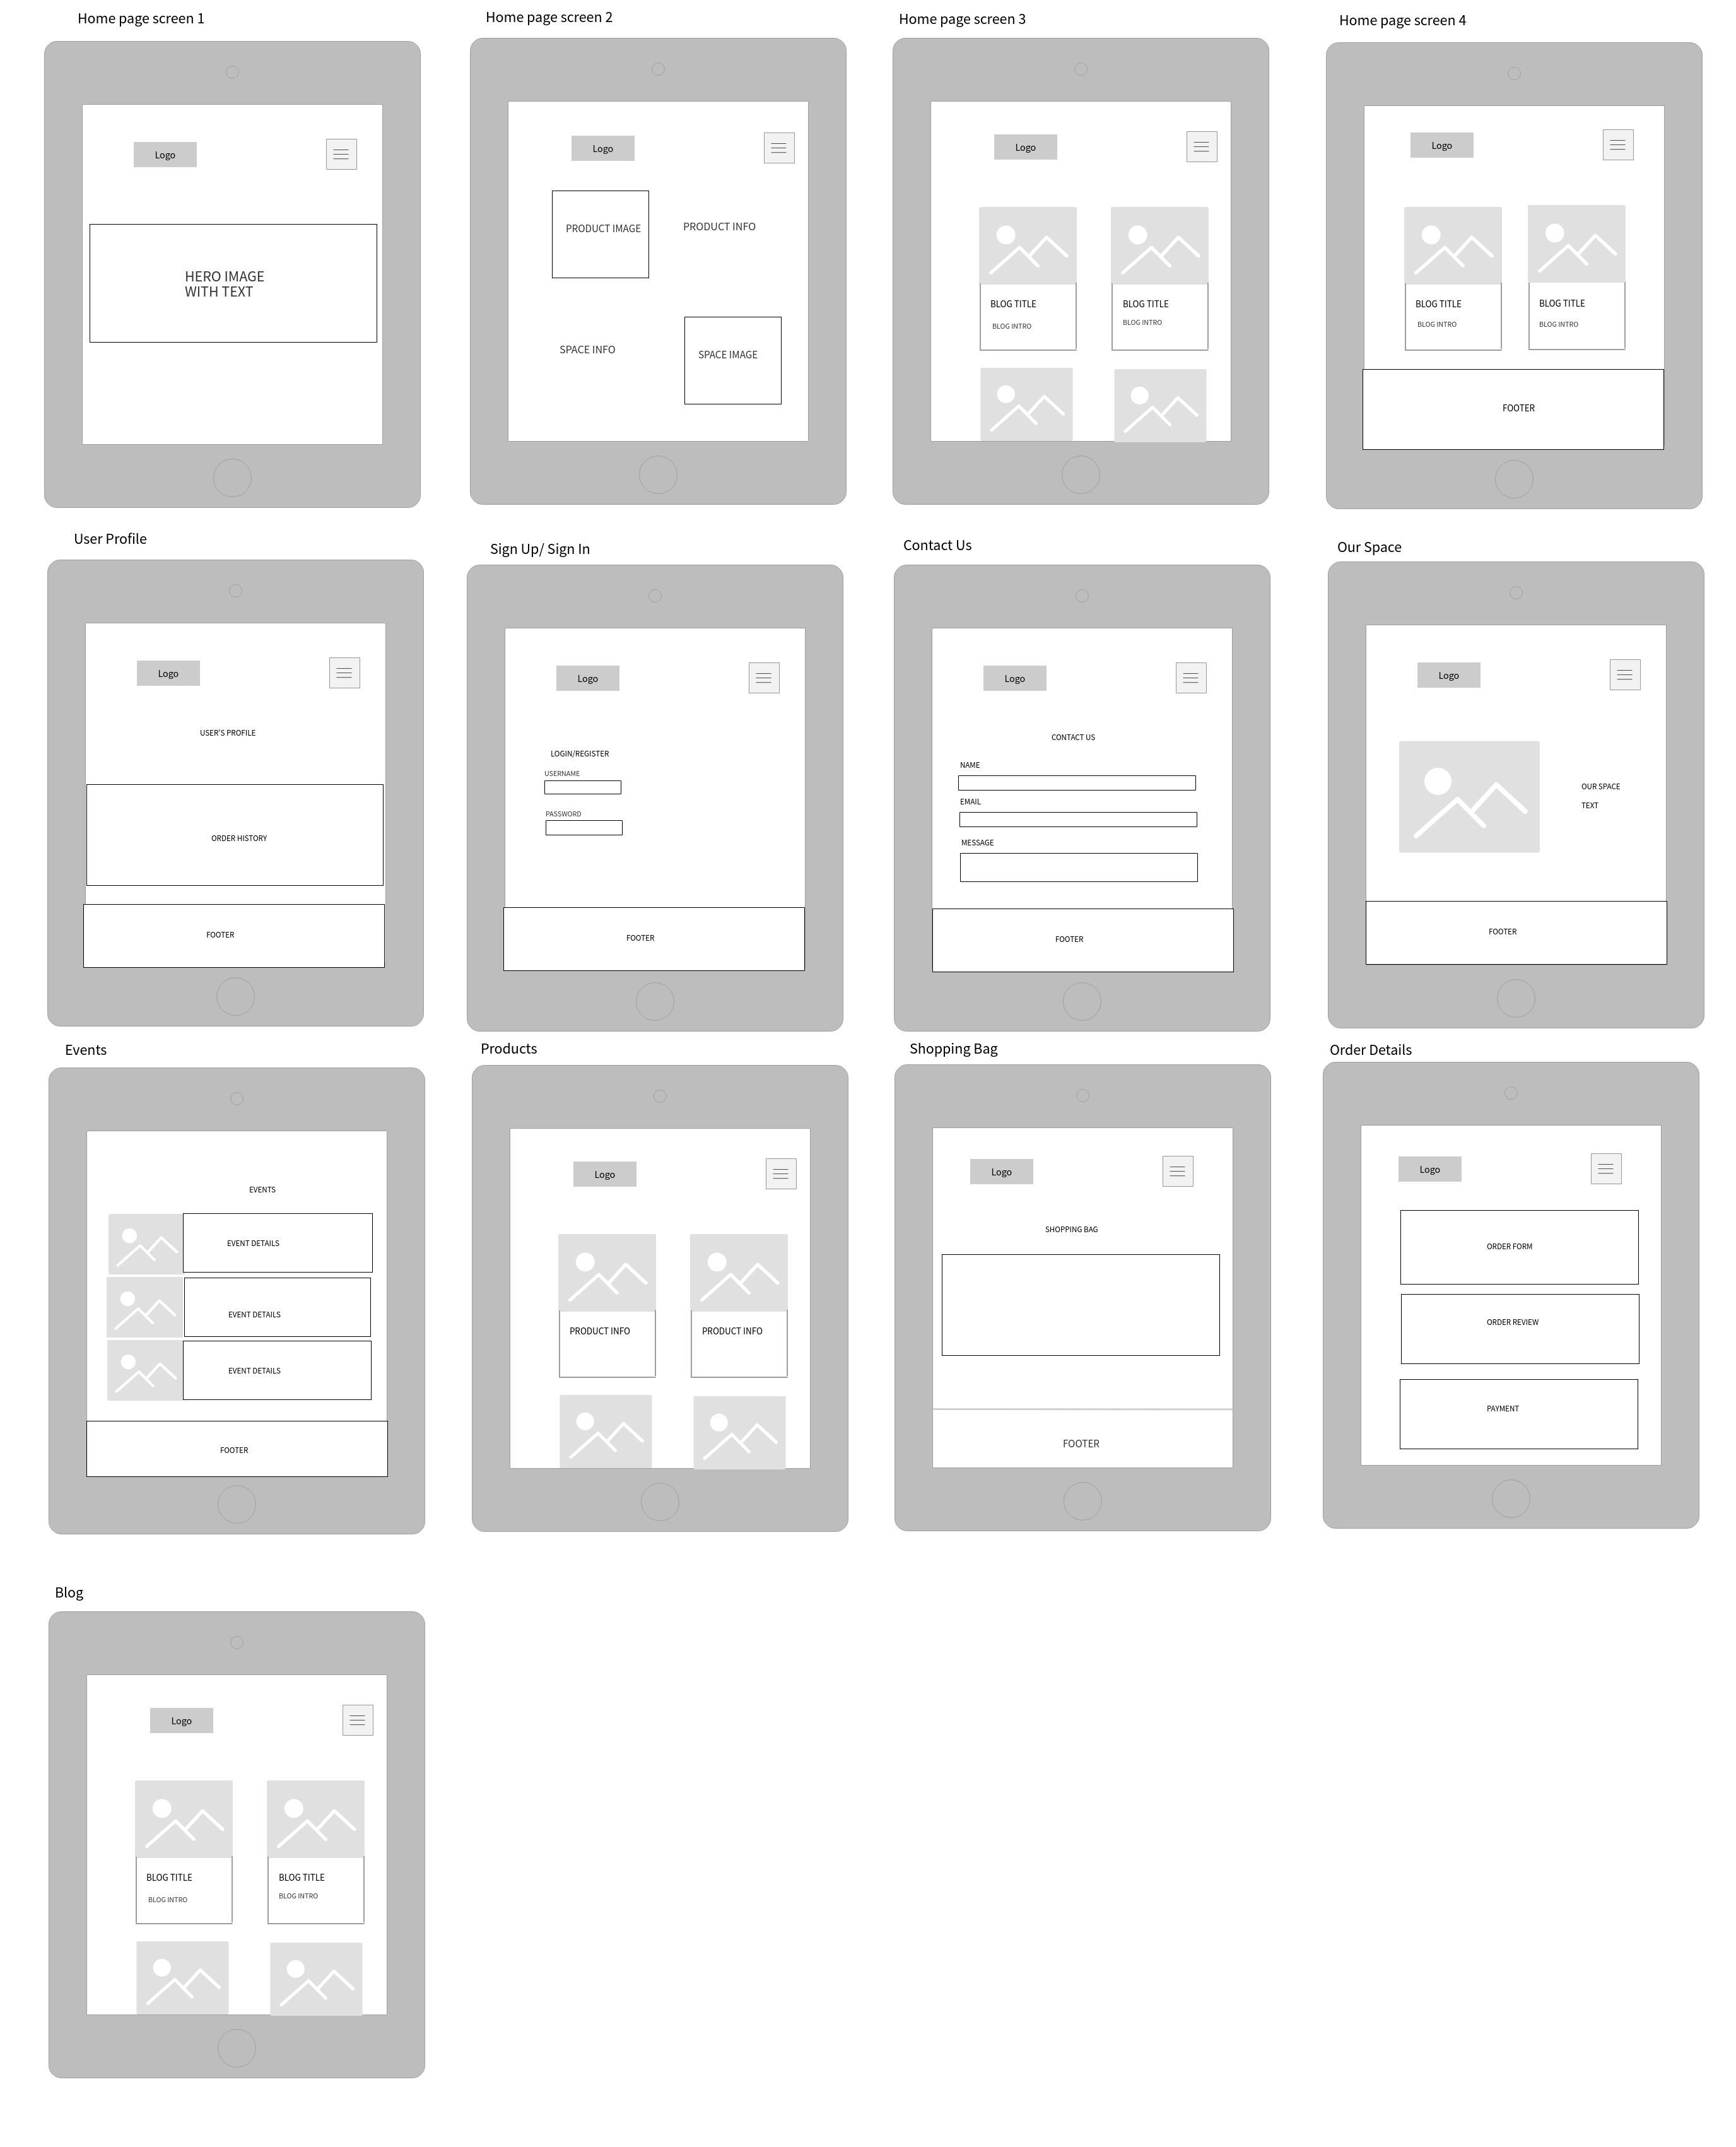 Home page screen 1
Logo
HERO IMAGE
WITH TEXT
Home page screen 2
Logo
PRODUCT IMAGE
PRODUCT INFO
SPACE INFO
SPACE IMAGE
Home page screen 3
Logo
BLOG TITLE
BLOG INTRO
BLOG TITLE
BLOG INTRO
Home page screen 4
Logo
BLOG TITLE
BLOG INTRO
BLOG TITLE
BLOG INTRO
FOOTER
User Profile
Logo
USER'S PROFILE
ORDER HISTORY
FOOTER
Sign Up/ Sign In
Logo
LOGIN/REGISTER
USERNAME
PASSWORD
FOOTER
Contact Us
Logo
CONTACT US
NAME
EMAIL
MESSAGE
FOOTER
Our Space
Logo
OUR SPACE
TEXT
FOOTER
Events
EVENTS
EVENT DETAILS
EVENT DETAILS
EVENT DETAILS
FOOTER
Products
Logo
PRODUCT INFO
PRODUCT INFO
Shopping Bag
Logo
SHOPPING BAG
FOOTER
Order Details
Logo
ORDER FORM
ORDER REVIEW
PAYMENT
Blog
Logo
BLOG TITLE
BLOG INTRO
BLOG TITLE
BLOG INTRO